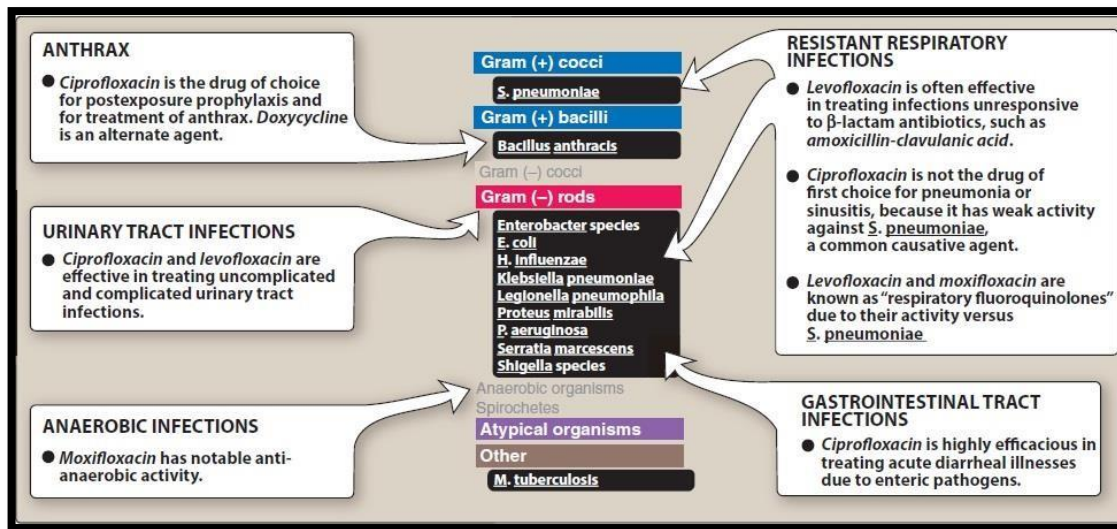 ANTHRAX
● Ciprofloxacin is the drug of choice
for postexposure prophylaxis and
for treatment of anthrax. Doxycycline
is an alternate agent.
URINARY TRACT INFECTIONS
● Ciprofloxacin and levofloxacin are
effective in treating uncomplicated
and complicated urinary tract
infections.
ANAEROBIC INFECTIONS
● Moxifloxacin has notable anti-
anaerobic activity.
Gram (+) cocci
S. pneumoniae
Gram (+) bacilli
Bacillus anthracis
Gram (–) cocci
Gram (–) rods
Enterobacter species
E. coli
H. influenzae
Klebsiella pneumoniae
Legionella pneumophila
Proteus mirabilis
P. aeruginosa
Serratia marcescens
Shigella species
Anaerobic organisms
Spirochetes
Atypical organisms
Other
M. tuberculosis
RESISTANT RESPIRATORY
INFECTIONS
● Levofloxacin is often effective
in treating infections unresponsive
to β-lactam antibiotics, such as
amoxicillin-clavulanic acid.
● Ciprofloxacin is not the drug of
first choice for pneumonia or
sinusitis, because it has weak activity
against S. pneumoniae,
a common causative agent.
● Levofloxacin and moxifloxacin are
known as “respiratory fluoroquinolones”
due to their activity versus
S. pneumoniae
GASTROINTESTINAL TRACT
INFECTIONS
● Ciprofloxacin is highly efficacious in
treating acute diarrheal illnesses
due to enteric pathogens.